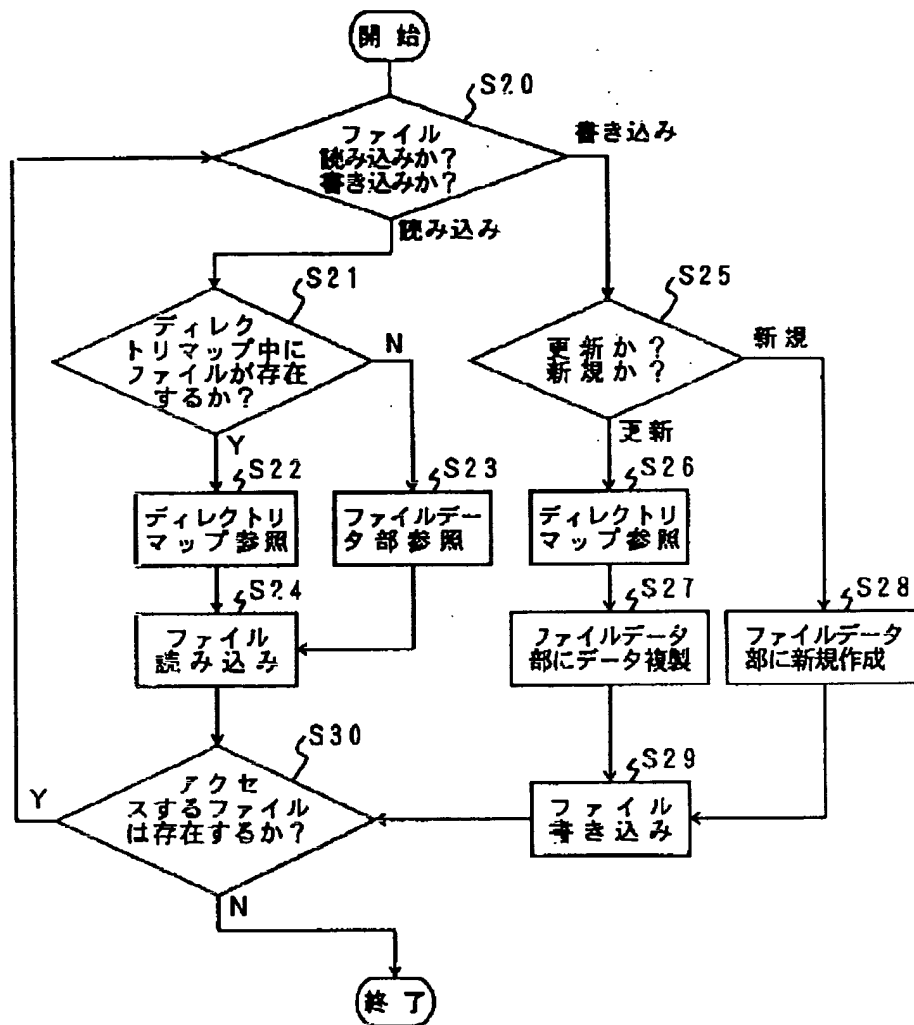 開始
S20
ファイル
読み込みか?
書き込みか?
書き込み
読み込み
S21
ディレク
トリマップ中に
ファイルが存在
するか?
N
Y
S25
更新か?
新規か?
新規
更新
S22
ディレクトリ
マップ参照
S23
ファイルデー
タ部参照
S26
ディレクトリ
マップ参照
S24
ファイル
読み込み
S27
ファイルデータ
部にデータ複製
S28
ファイルデータ
部に新規作成
S30
アクセ
スするファイル
は存在するか?
Y
N
S29
ファイル
書き込み
終了